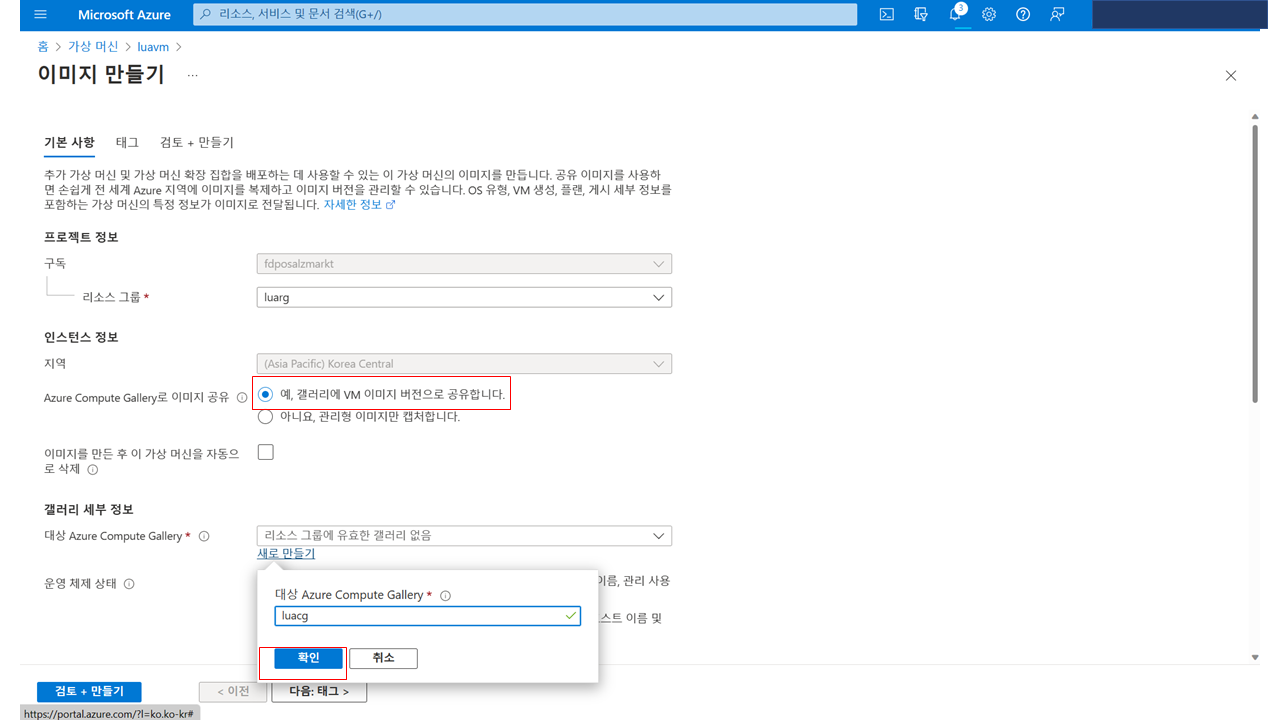 Microsoft Azure
리소스, 서비스 및 문서 검색(G+/)
3
홈 > 가상 머신 > luavm >
이미지 만들기 ...
기본 사항 태그 검토 + 만들기
추가 가상 머신 및 가상 머신 확장 집합을 배포하는 데 사용할 수 있는 이 가상 머신의 이미지를 만듭니다. 공유 이미지를 사용하
면 손쉽게 전 세계 Azure 지역에 이미지를 복제하고 이미지 버전을 관리할 수 있습니다. OS 유형, VM 생성, 플랜, 게시 세부 정보를
포함하는 가상 머신의 특정 정보가 이미지로 전달됩니다. 자세한 정보
프로젝트 정보
구독
fdposalzmarkt
리소스 그룹 *
luarg
인스턴스 정보
지역
(Asia Pacific) Korea Central
Azure Compute Gallery로 이미지 공유
예, 갤러리에 VM 이미지 버전으로 공유합니다.
아니요, 관리형 이미지만 캡처합니다.
이미지를 만든 후 이 가상 머신을 자동으
로 삭제
갤러리 세부 정보
대상 Azure Compute Gallery *
리소스 그룹에 유효한 갤러리 없음
새로 만들기
운영 체제 상태
이름, 관리 사용
스트 이름 및
대상 Azure Compute Gallery *
luacg
확인 취소
검토 + 만들기 < 이전 다음: 태그 >
https://portal.azure.com/?l=ko.ko-kr#